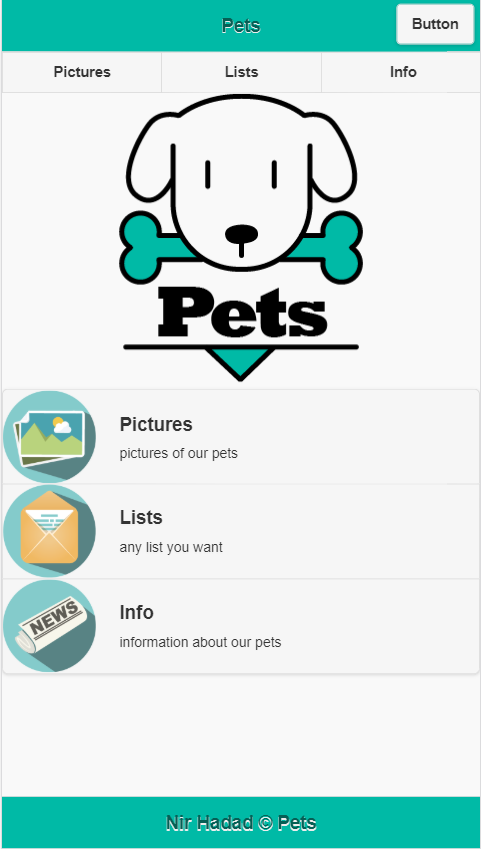 Pets
Button
Pictures
Lists
Info
Pets
Pictures
pictures of our pets
Lists
any list you want
NEWS
Info
information about our pets
Nir Hadad © Pets